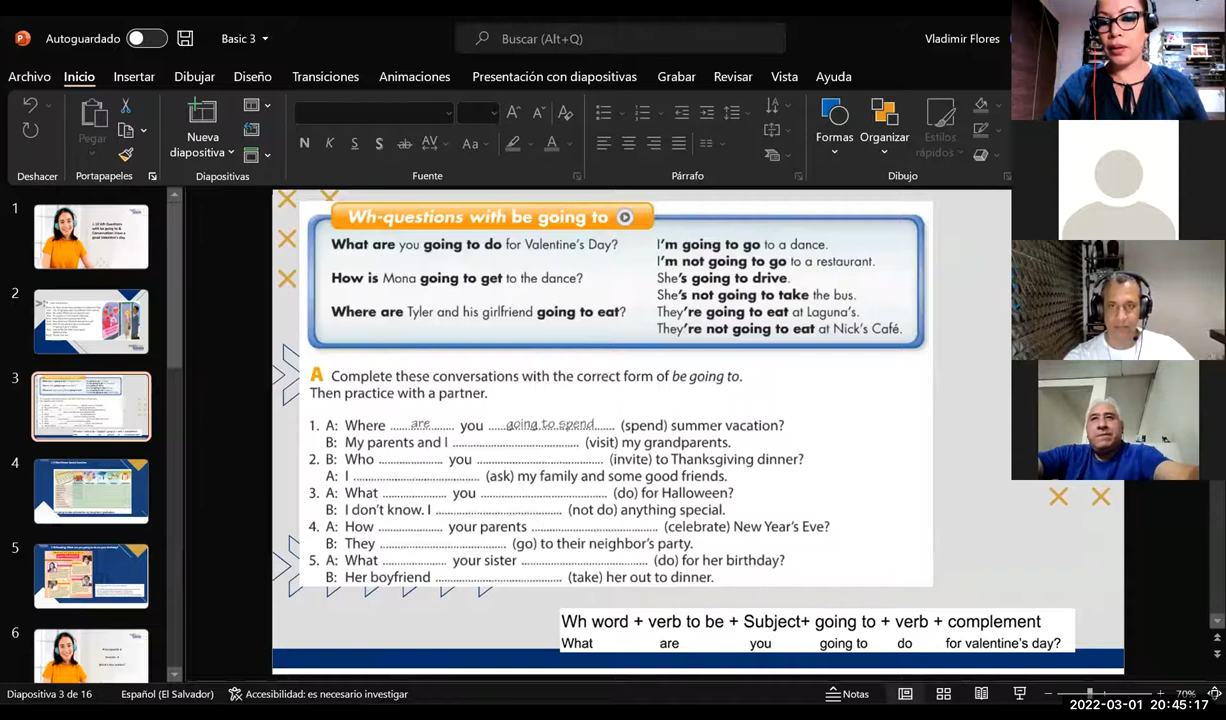 Autoguardado
Basic 3
Buscar (Alt+Q)
Vladimir Flores
Archivo Inicio Insertar Dibujar Diseño Transiciones Animaciones Presentación con diapositivas Grabar Revisar Vista Ayuda
Pegar
Nueva
diapositiva
N K S S ab AV Aa A
Formas Organizar Estilos
rápidos
Deshacer Portapapeles Diapositivas Fuente Párrafo Dibujo
1
2
3
4
5
6
Wh-questions with be going to
What are you going to do for Valentine's Day? I'm going to go to a dance.
I'm not going to go to a restaurant.
How is Mona going to get to the dance? She's going to drive.
She's not going to take the bus.
Where are Tyler and his girlfriend going to eat? They're going to eat at Laguna's.
They're not going to eat at Nick's Café.
A Complete these conversations with the correct form of be going to.
Then practice with a partner.
1. A: Where are you going to spend (spend) summer vacation?
B: My parents and I (visit) my grandparents.
2. B: Who you (invite) to Thanksgiving dinner?
A: I (ask) my family and some good friends.
3. A: What you (do) for Halloween?
B: I don't know. I (not do) anything special.
4. A: How your parents (celebrate) New Year's Eve?
B: They (go) to their neighbor's party.
5. A: What your sister (do) for her birthday?
B: Her boyfriend (take) her out to dinner.
Wh word + verb to be + Subject+ going to + verb + complement
What are you going to do for valentine's day?
Diapositiva 3 de 16 Español (El Salvador) Accesibilidad: es necesario investigar Notas 70%
2022-03-01 20:45:17